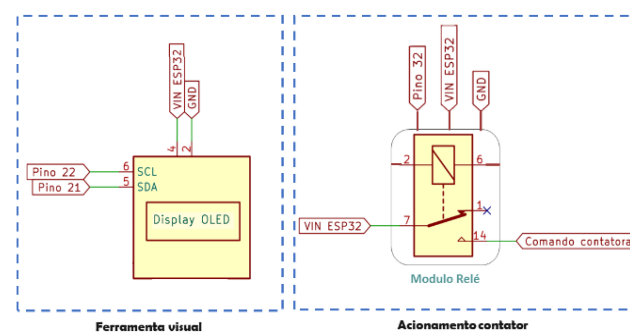 VIN ESP32
GND
4
2
Pino 22
6
SCL
Pino 21
5
SDA
Display OLED
Ferramenta visual
Pino 32
VIN ESP32
GND
2
6
1
VIN ESP32
7
14
Comando contatora
Modulo Relé
Acionamento contator